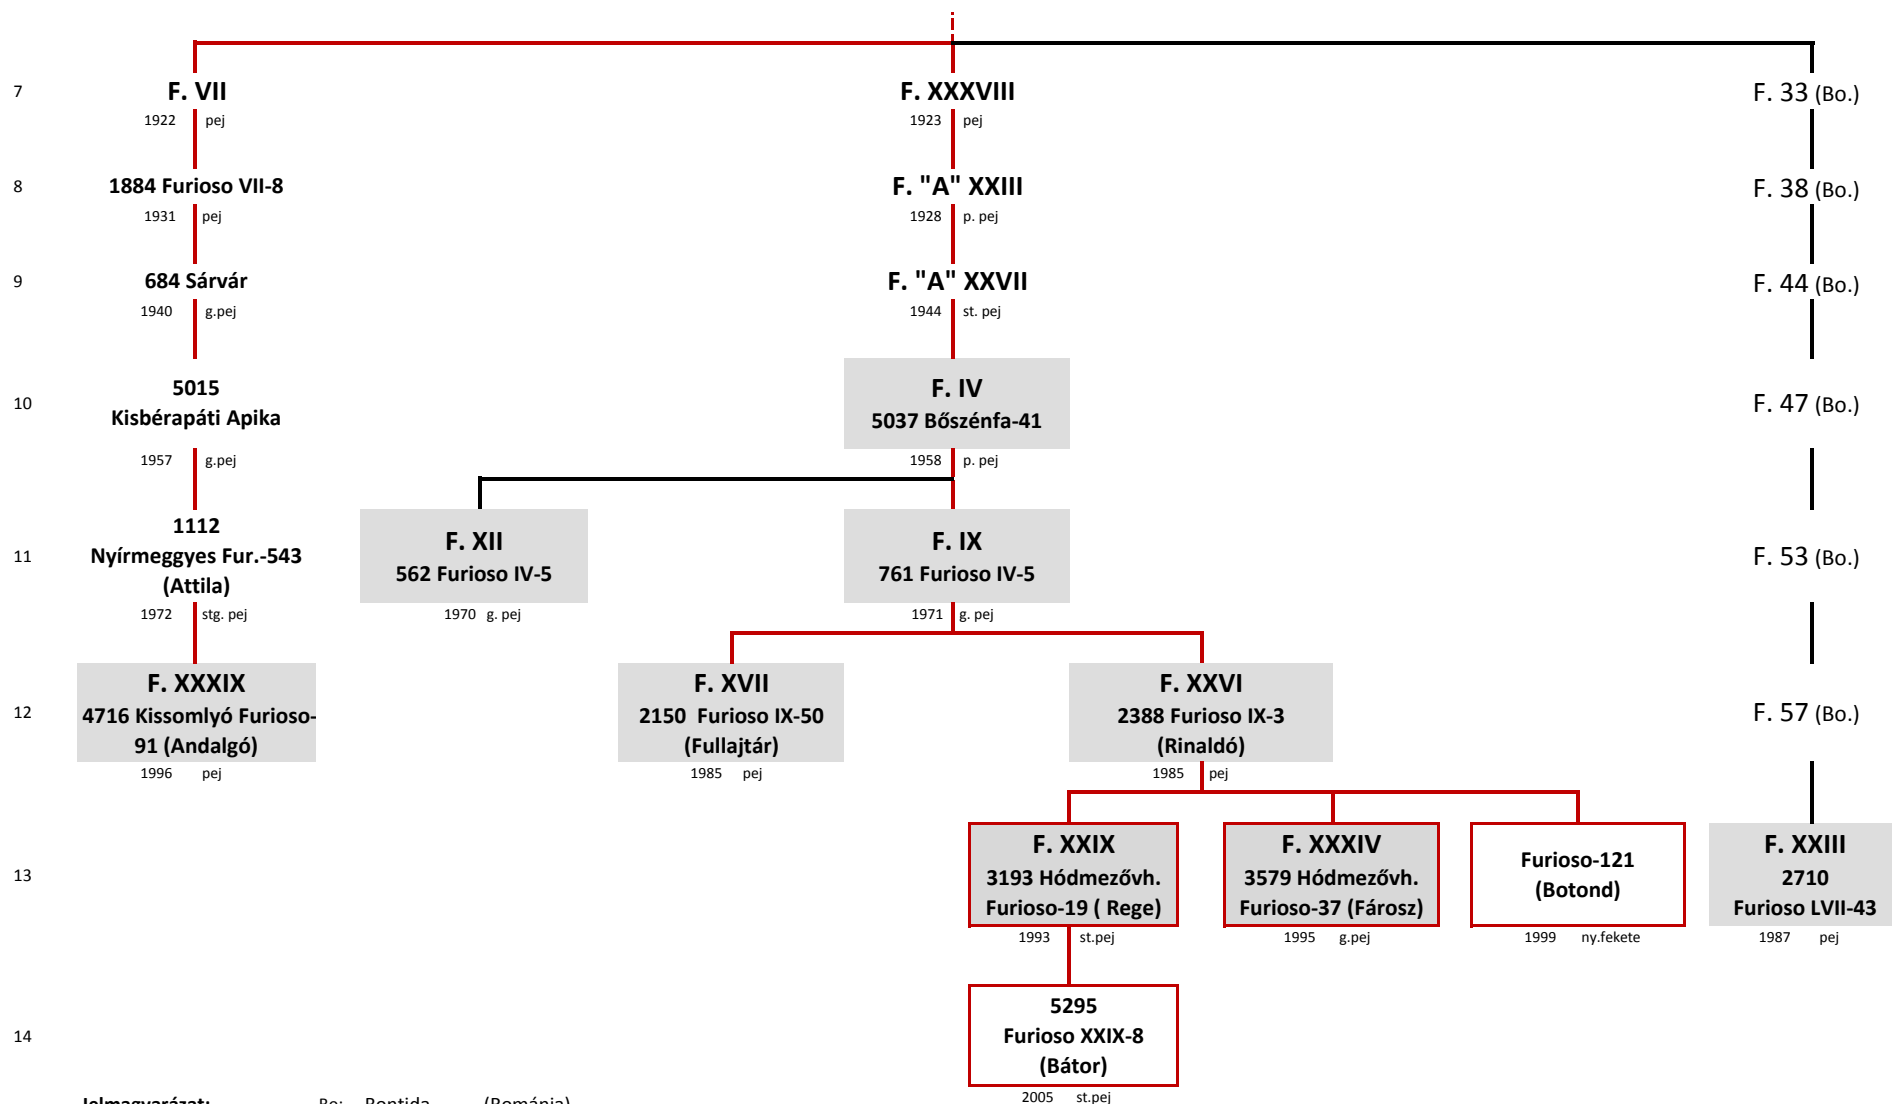 7
F. VII
F. XXXVIII
F. 33 (Bo.)
1922 pej
1923 pej
8
1884 Furioso VII-8
F. "A" XXIII
F. 38 (Bo.)
1931 pej
1928 p. pej
9
684 Sárvár
F. "A" XXVII
F. 44 (Bo.)
1940 g.pej
1944 st. pej
10
5015
Kisbérapáti Apika
F. IV
5037 Bőszénfa-41
F. 47 (Bo.)
1957 g.pej
1958 p. pej
11
1112
Nyírmeggyes Fur.-543
(Attila)
F. XII
562 Furioso IV-5
F. IX
761 Furioso IV-5
F. 53 (Bo.)
1972 stg. pej
1970 g. pej
1971 g. pej
12
F. XXXIX
4716 Kissomlyó Furioso-
91 (Andalgó)
F. XVII
2150 Furioso IX-50
(Fullajtár)
F. XXVI
2388 Furioso IX-3
(Rinaldó)
F. 57 (Bo.)
1996 pej
1985 pej
1985 pej
13
F. XXIX
3193 Hódmezővh.
Furioso-19 ( Rege)
F. XXXIV
3579 Hódmezővh.
Furioso-37 (Fárosz)
Furioso-121
(Botond)
F. XXIII
2710
Furioso LVII-43
1993 st.pej
1995 g.pej
1999 ny.fekete
1987 pej
14
5295
Furioso XXIX-8
(Bátor)
2005 st.pej
Jelmagyarázat: Bo: Bontida (Románia)